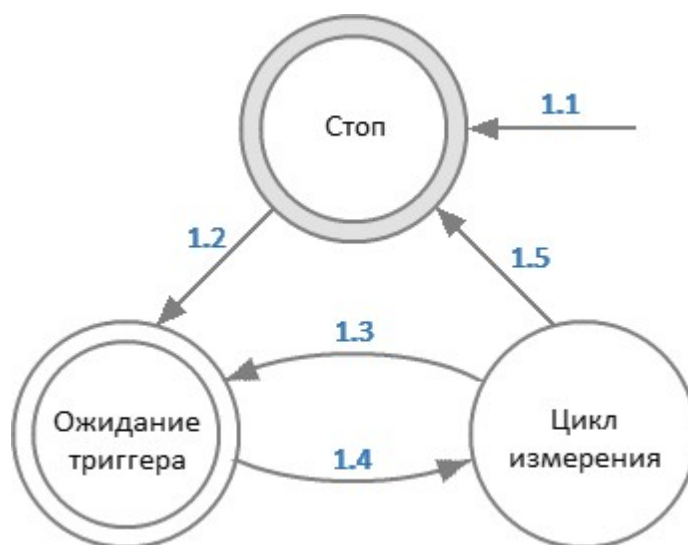 Стоп
1.1
1.2
1.5
1.3
Ожидание
триггера
1.4
Цикл
измерения